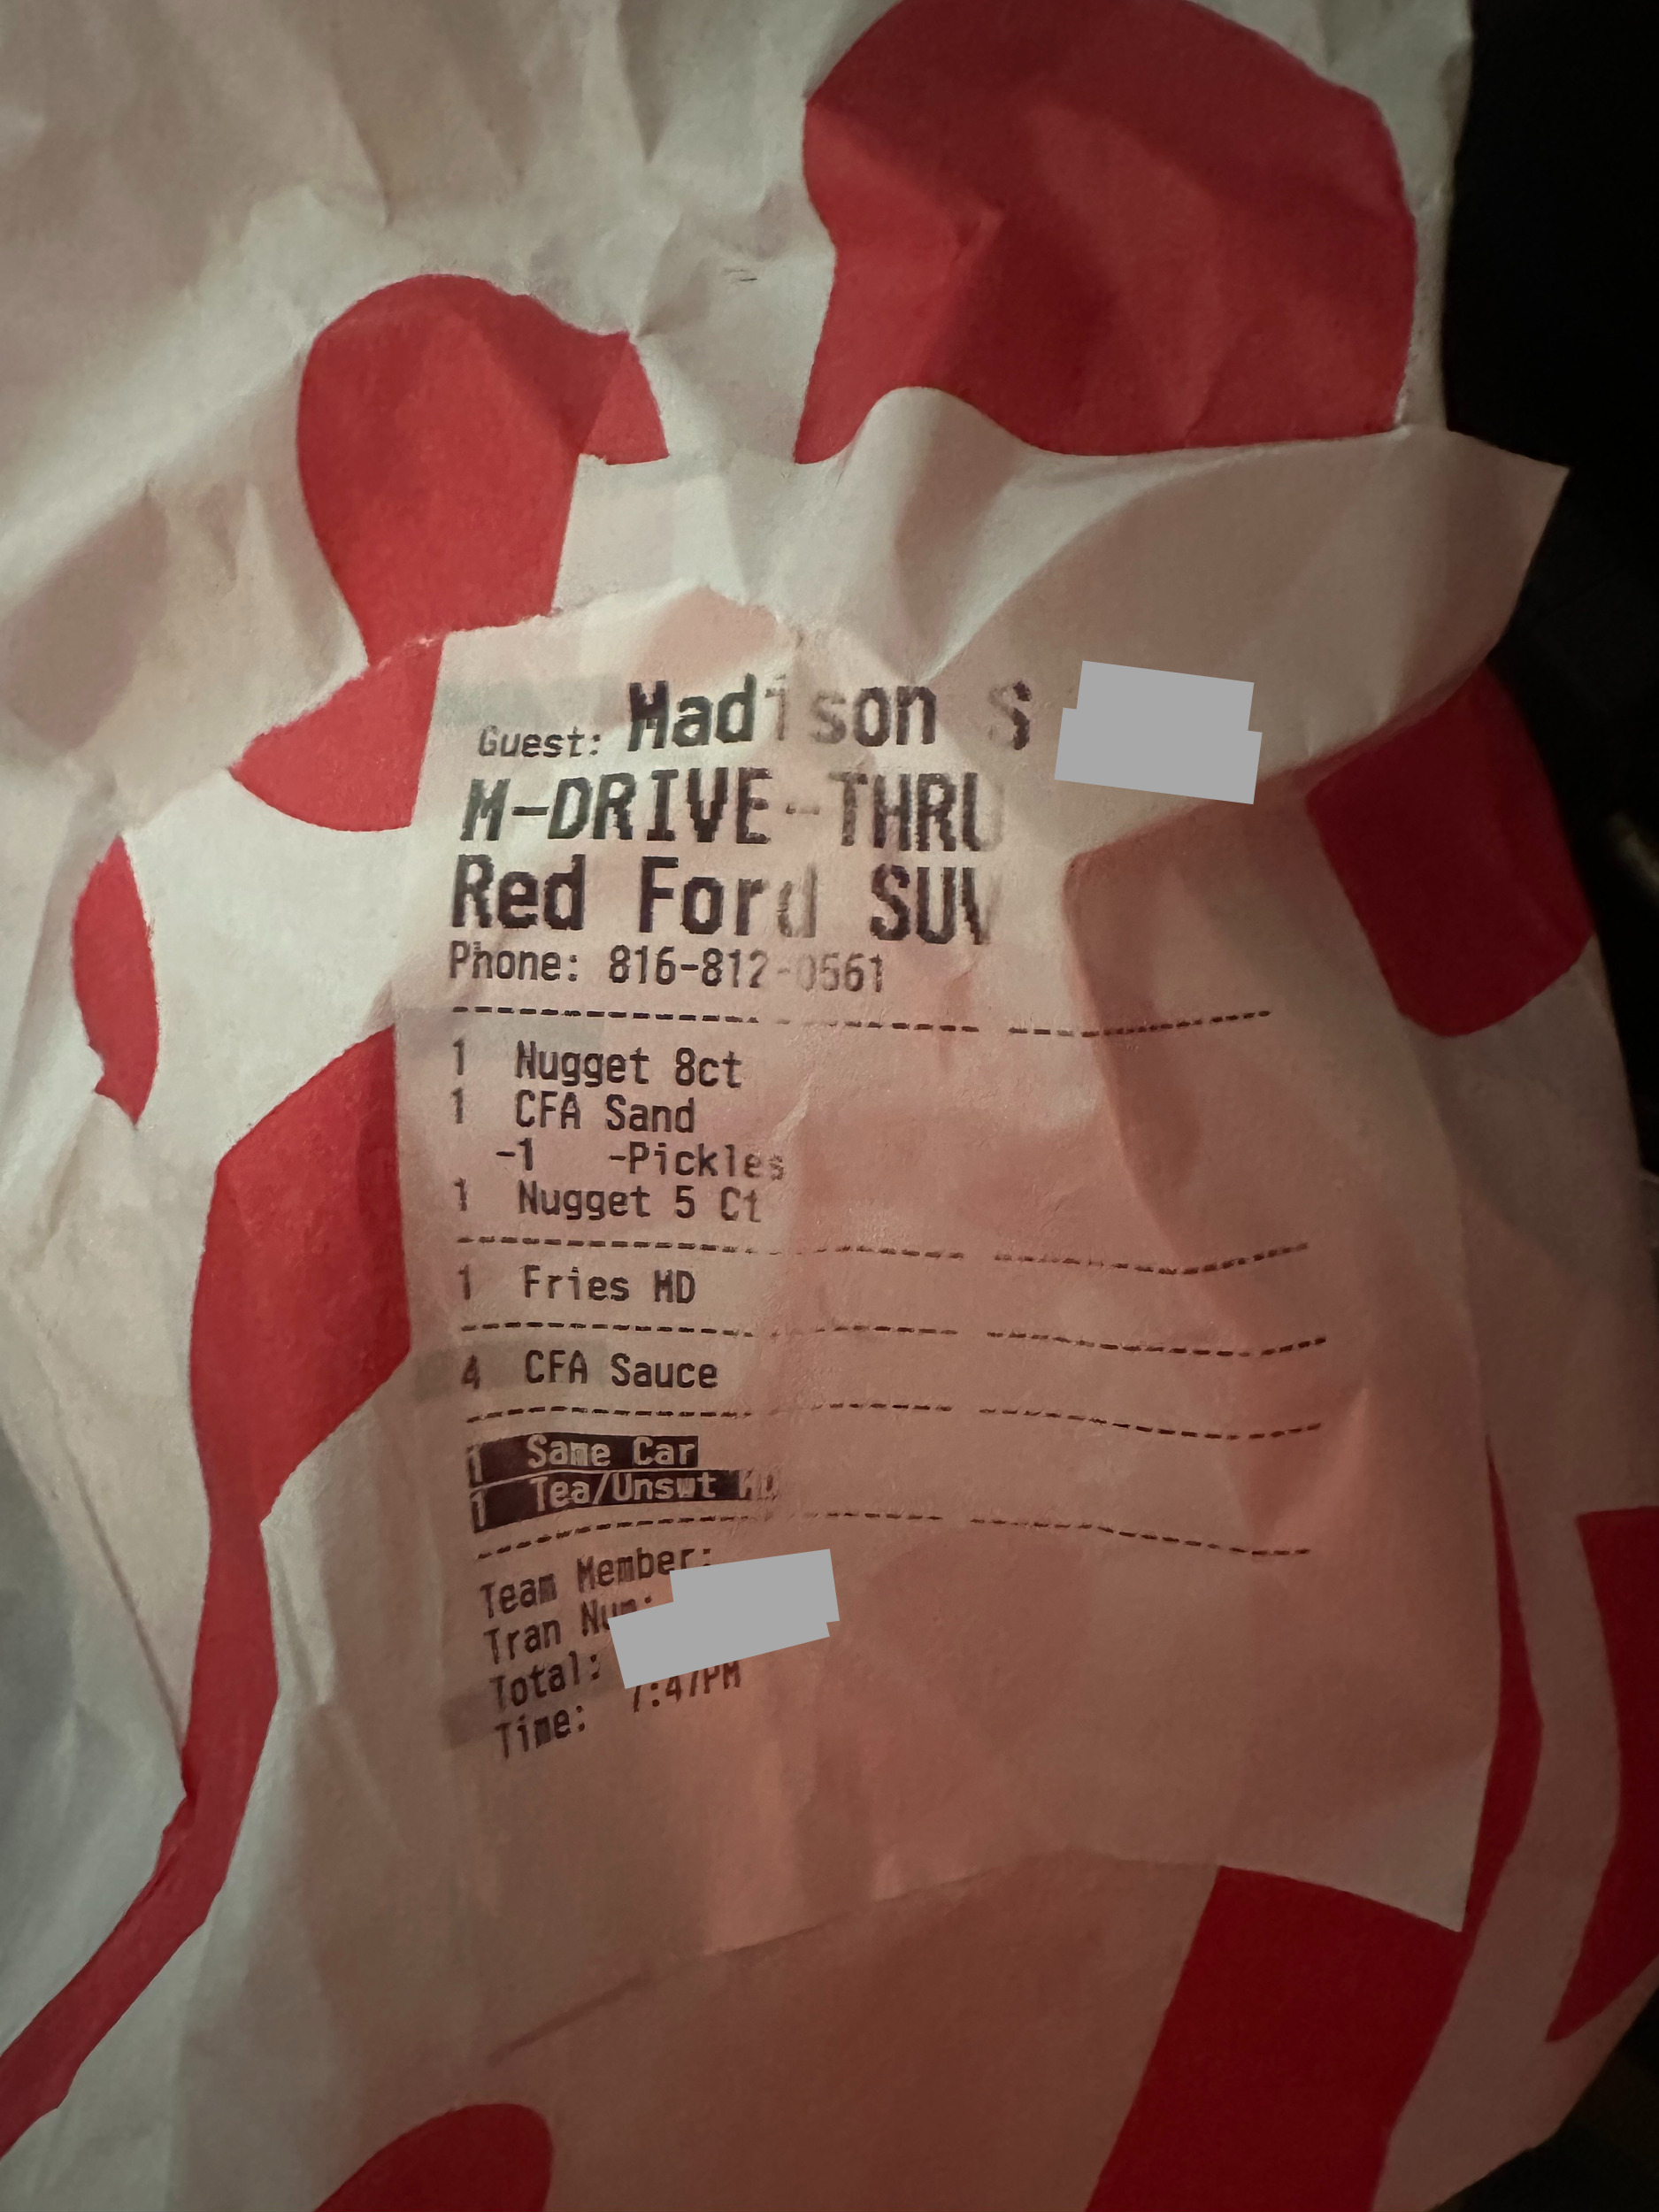 Guest: Madison S
M-DRIVE-THRU
Red Ford SUV
Phone: 816-812-0561
1 Nugget 8ct
1 CFA Sand
-1 -Pickles
1 Nugget 5 Ct
1 Fries MD
4 CFA Sauce
1 Same Car
1 Tea/Unswt MD
Team Member:
Tran Num:
Total:
Time: 7:47PM